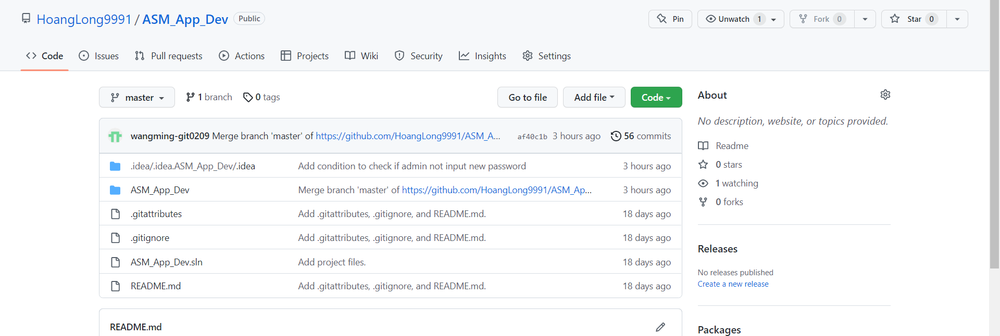 HoangLong9991 / ASM_App_Dev Public Pin Unwatch 1 Fork 0 Star 0
Code Issues Pull requests Actions Projects Wiki Security Insights Settings
master 1 branch 0 tags Go to file Add file Code
wangming-git0209 Merge branch 'master' of https://github.com/HoangLong9991/ASM_A... af40c1b 3 hours ago 56 commits
.idea/.idea.ASM_App_Dev/.idea Add condition to check if admin not input new password 3 hours ago
ASM_App_Dev Merge branch 'master' of https://github.com/HoangLong9991/ASM_Ap... 3 hours ago
.gitattributes Add .gitattributes, .gitignore, and README.md. 18 days ago
.gitignore Add .gitattributes, .gitignore, and README.md. 18 days ago
ASM_App_Dev.sln Add project files. 18 days ago
README.md Add .gitattributes, .gitignore, and README.md. 18 days ago
README.md
About
No description, website, or topics provided.
Readme
0 stars
1 watching
0 forks
Releases
No releases published
Create a new release
Packages